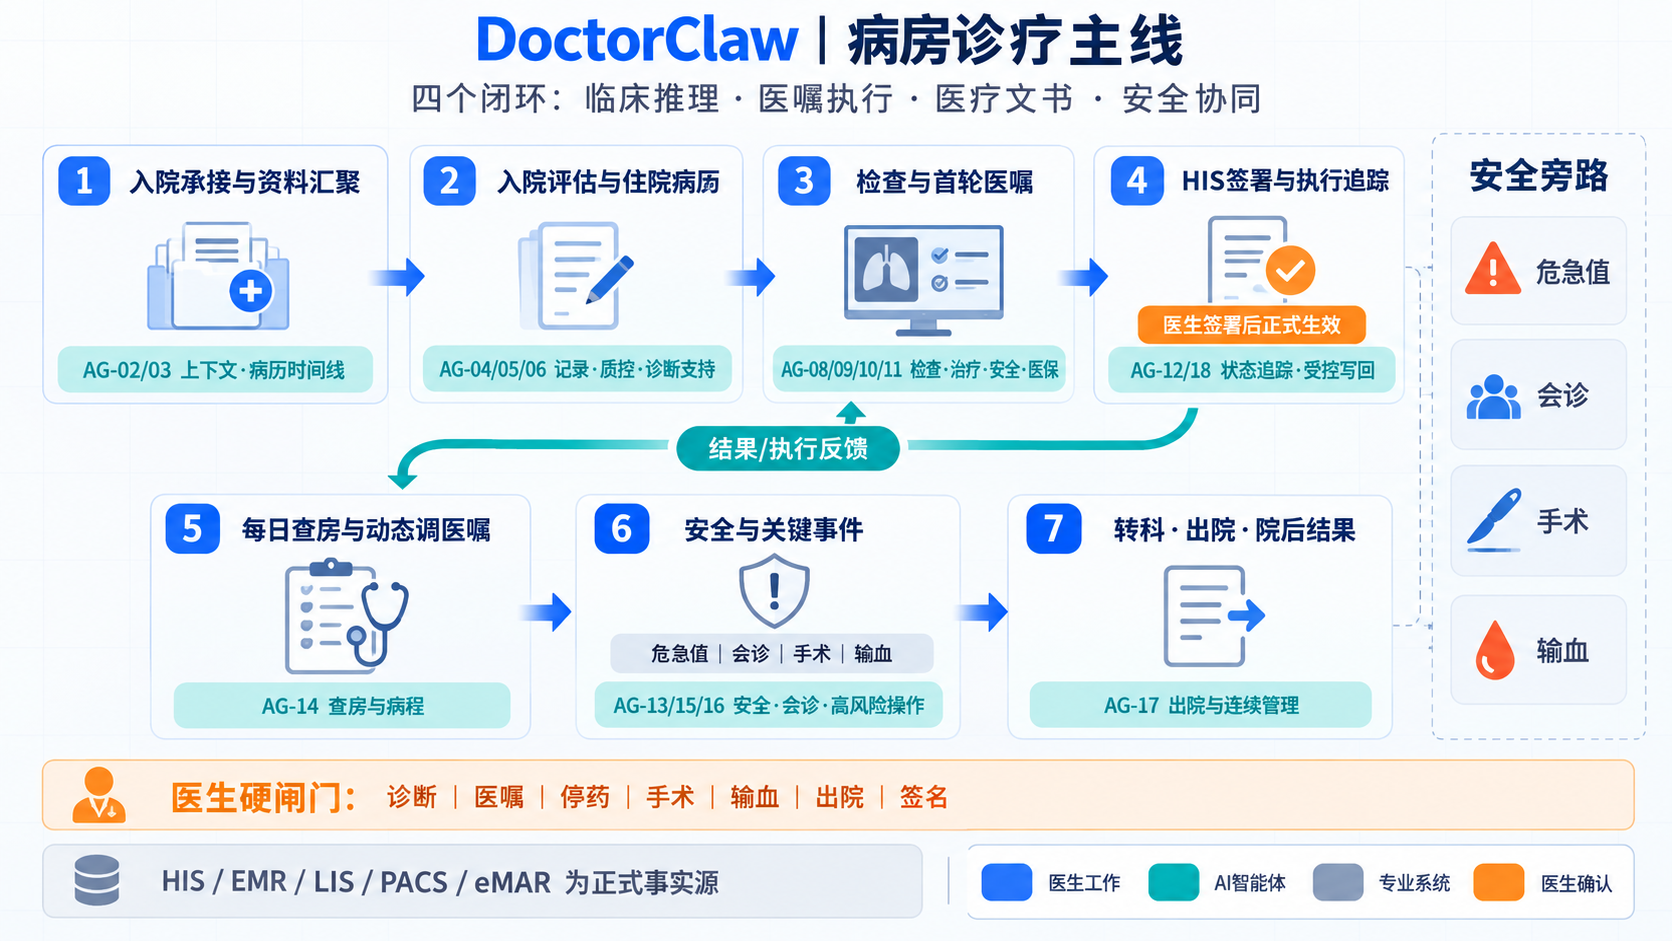 DoctorClaw | 病房诊疗主线
四个闭环：临床推理 · 医嘱执行 · 医疗文书 · 安全协同
1 入院承接与资料汇聚
AG-02/03 上下文·病历时间线
2 入院评估与住院病历
AG-04/05/06 记录·质控·诊断支持
3 检查与首轮医嘱
AG-08/09/10/11 检查·治疗·安全·医保
4 HIS签署与执行追踪
医生签署后正式生效
AG-12/18 状态追踪·受控写回
结果/执行反馈
5 每日查房与动态调医嘱
AG-14 查房与病程
6 安全与关键事件
危急值 | 会诊 | 手术 | 输血
AG-13/15/16 安全·会诊·高风险操作
7 转科·出院·院后结果
AG-17 出院与连续管理
安全旁路
危急值
会诊
手术
输血
医生硬闸门： 诊断 | 医嘱 | 停药 | 手术 | 输血 | 出院 | 签名
HIS / EMR / LIS / PACS / eMAR 为正式事实源
医生工作 AI智能体 专业系统 医生确认